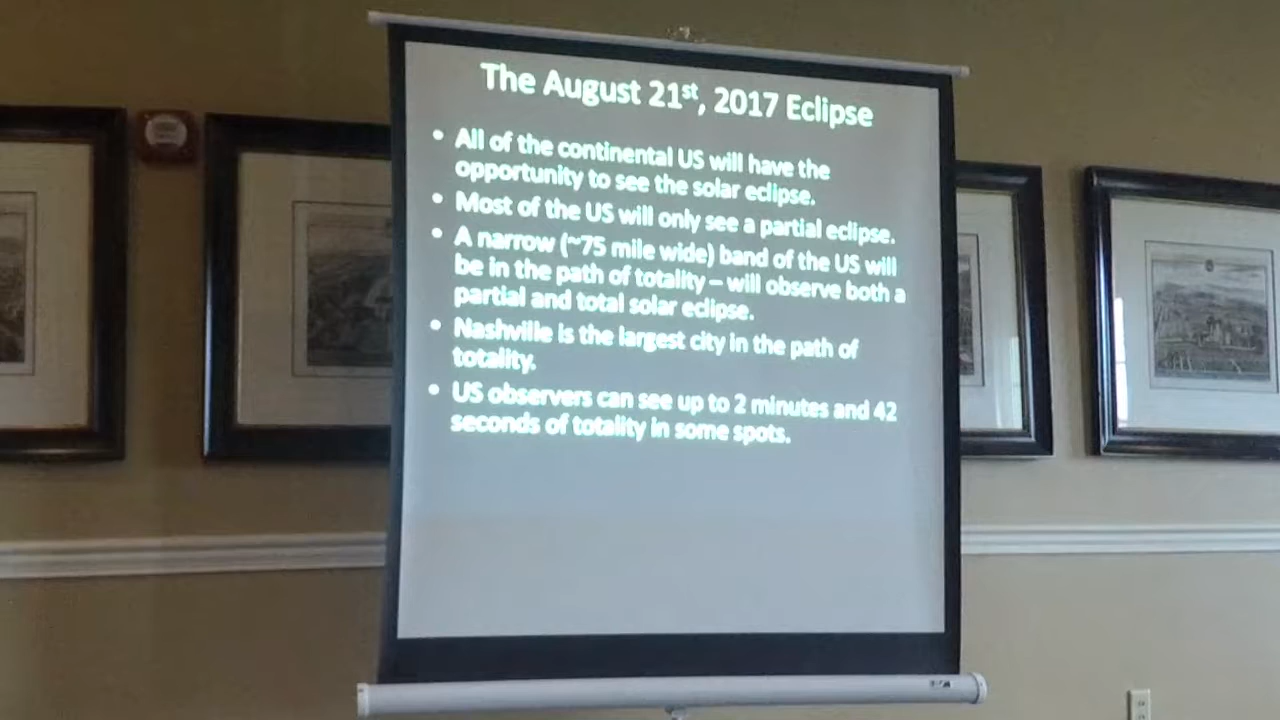 The August 21st, 2017 Eclipse
• All of the continental US will have the
opportunity to see the solar eclipse.
• Most of the US will only see a partial eclipse.
• A narrow (~75 mile wide) band of the US will
be in the path of totality – will observe both a
partial and total solar eclipse.
• Nashville is the largest city in the path of
totality.
• US observers can see up to 2 minutes and 42
seconds of totality in some spots.